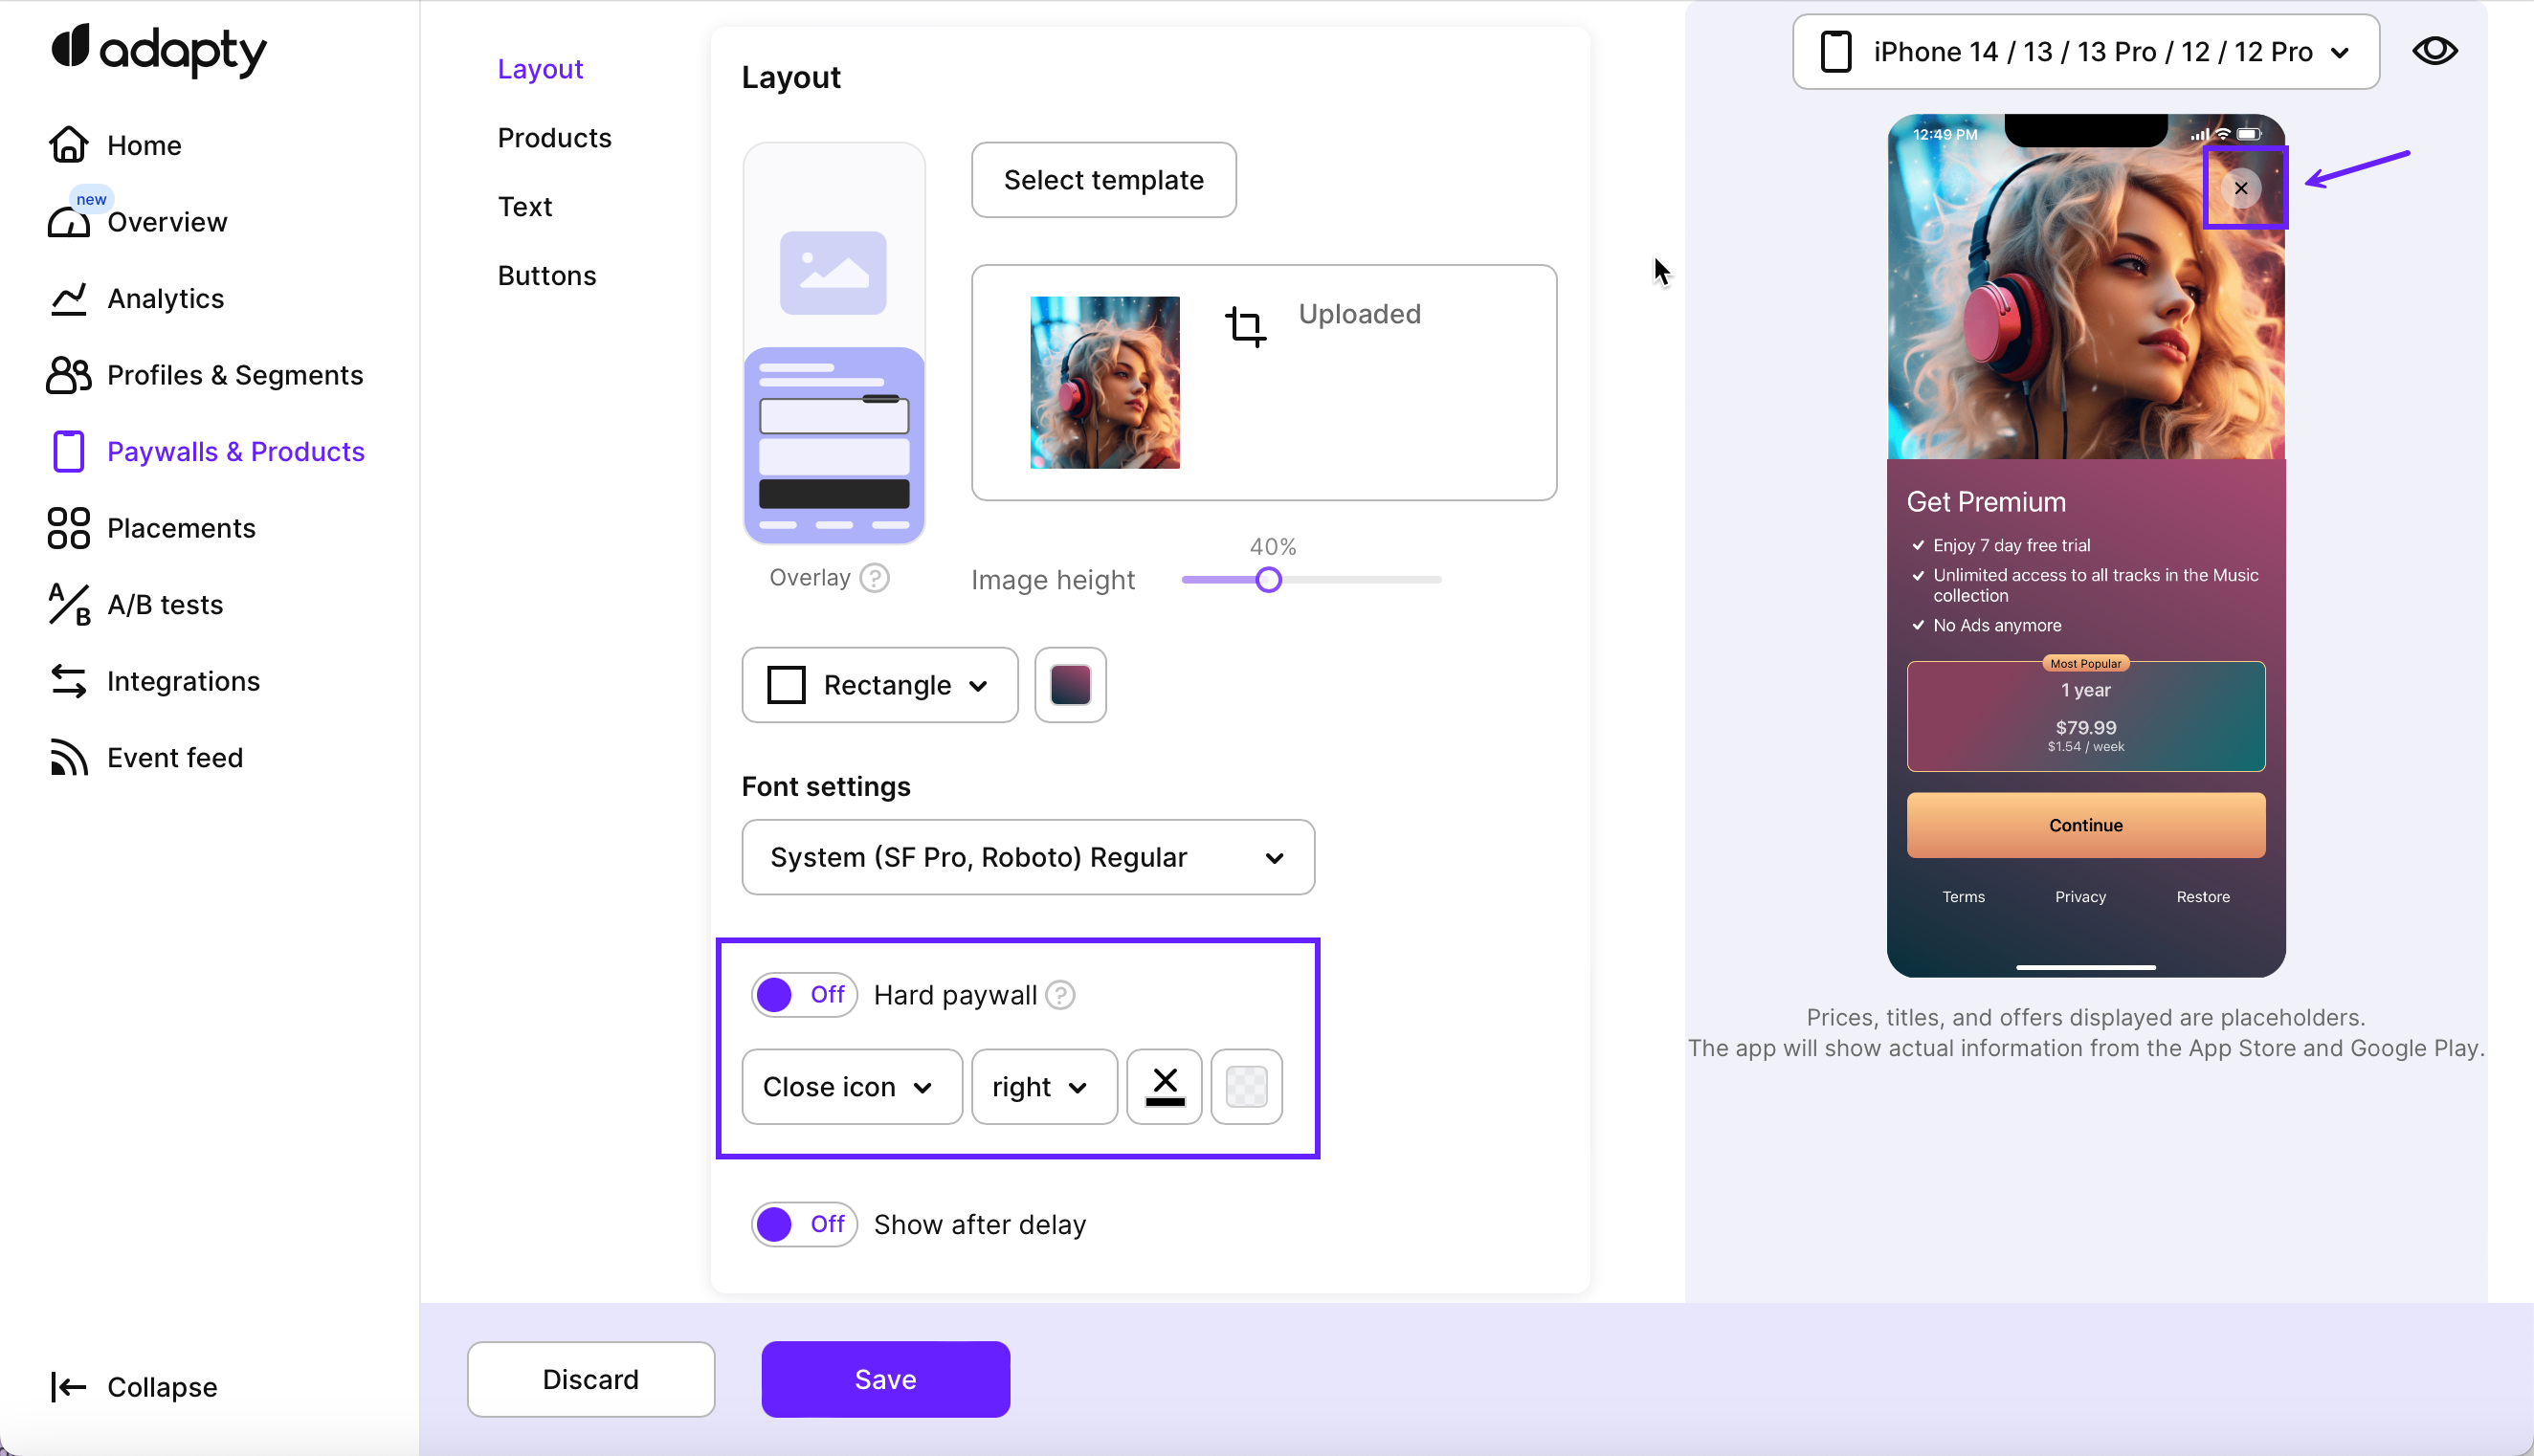 adapty
Home
new
Overview
Analytics
Profiles & Segments
Paywalls & Products
Placements
A/B tests
Integrations
Event feed
Collapse
Layout
Products
Text
Buttons
Layout
Select template
Uploaded
40%
Overlay ?
Image height
Rectangle
Font settings
System (SF Pro, Roboto) Regular
Off Hard paywall ?
Close icon
right
Off Show after delay
Discard
Save
iPhone 14 / 13 / 13 Pro / 12 / 12 Pro
12:49 PM
Get Premium
Enjoy 7 day free trial
Unlimited access to all tracks in the Music
collection
No Ads anymore
Most Popular
1 year
$79.99
$1.54 / week
Continue
Terms Privacy Restore
Prices, titles, and offers displayed are placeholders.
The app will show actual information from the App Store and Google Play.